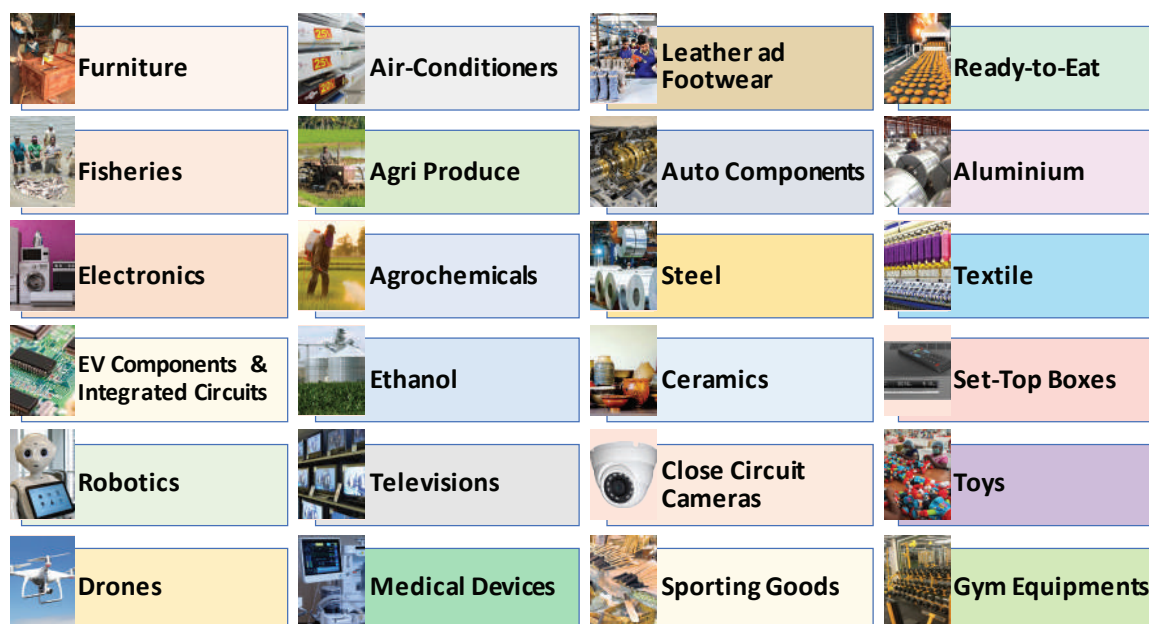 Furniture
Air-Conditioners
Leather ad
Footwear
Ready-to-Eat
Fisheries
Agri Produce
Auto Components
Aluminium
Electronics
Agrochemicals
Steel
Textile
EV Components &
Integrated Circuits
Ethanol
Ceramics
Set-Top Boxes
Robotics
Televisions
Close Circuit
Cameras
Toys
Drones
Medical Devices
Sporting Goods
Gym Equipments